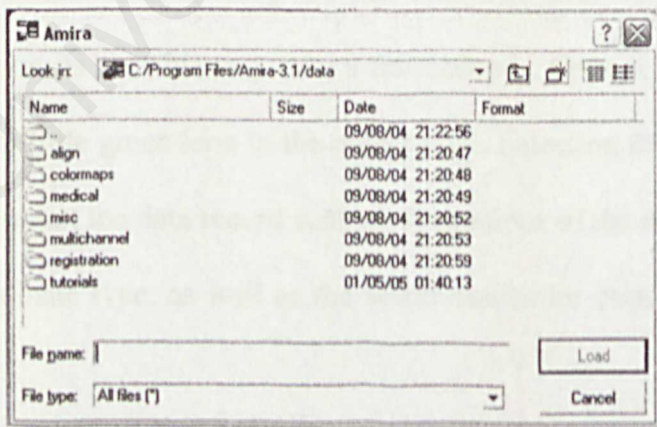 Amira
Look in: C:/Program Files/Amira-3.1/data
Name Size Date Format
.. 09/08/04 21:22:56
align 09/08/04 21:20:47
colormaps 09/08/04 21:20:48
medical 09/08/04 21:20:49
misc 09/08/04 21:20:52
multichannel 09/08/04 21:20:53
registration 09/08/04 21:20:59
tutorials 01/05/05 01:40:13
File name: Load
File type: All files (*) Cancel